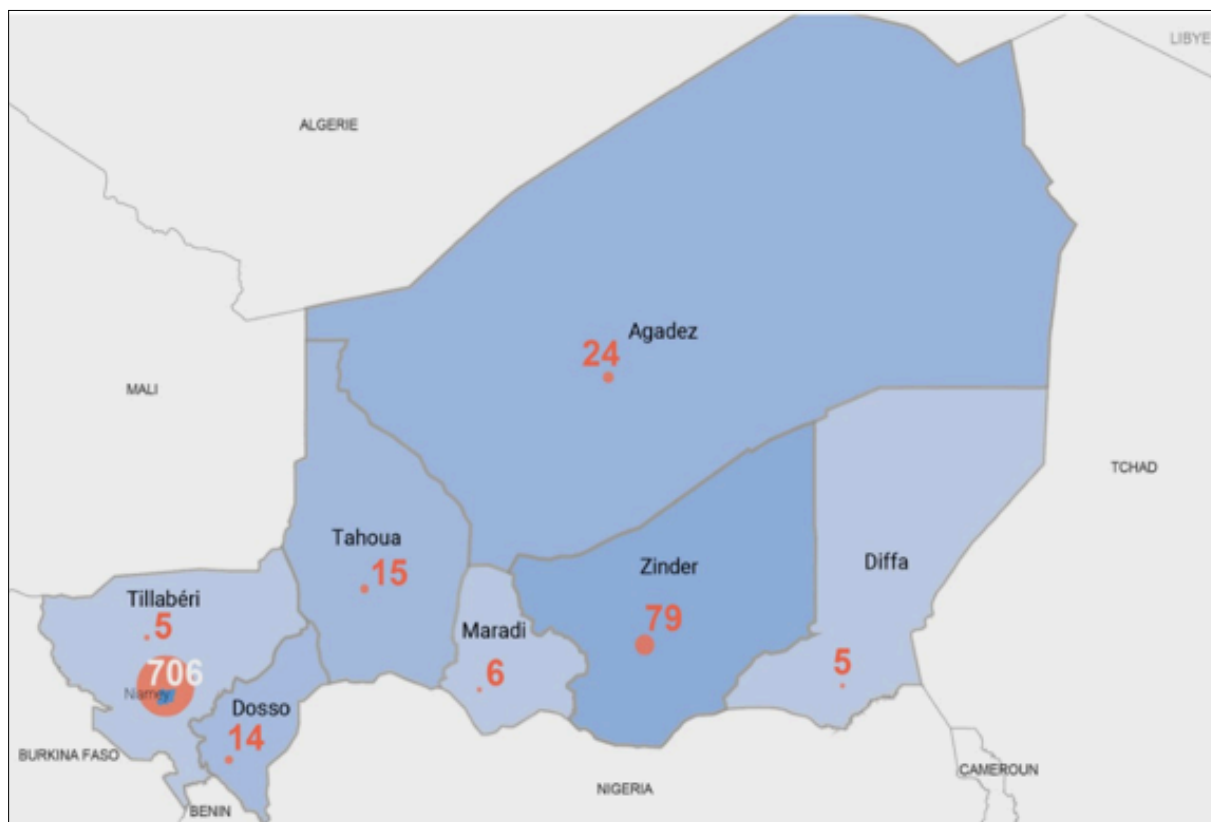 LIBYE
ALGERIE
Agadez
24
MALI
TCHAD
Tahoua
15
Zinder
79
Diffa
5
Tillabéri
5
706
Niamey
Maradi
6
Dosso
14
BURKINA FASO
BENIN
NIGERIA
CAMEROUN